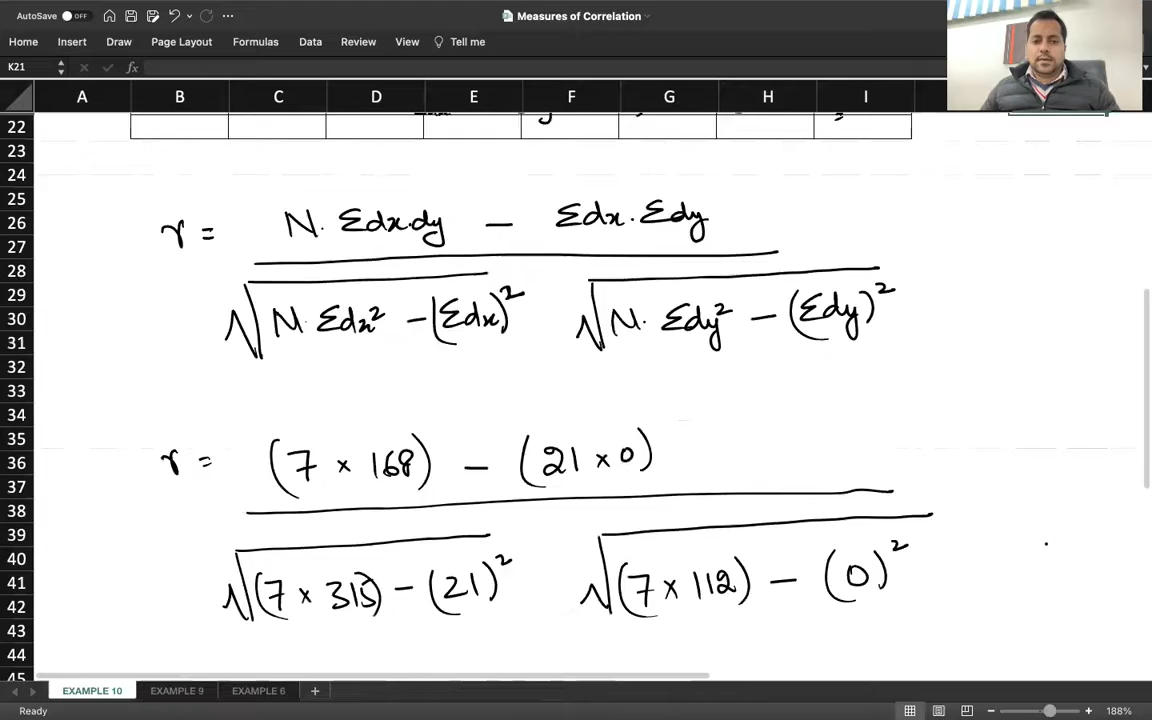 AutoSave OFF Measures of Correlation
Home Insert Draw Page Layout Formulas Data Review View Tell me
K21 fx
A B C D E F G H I
22
23
24
25
26
27
28
29
30
31
32
33
34
35
36
37
38
39
40
41
42
43
44
45
r = N. Σdx.dy − Σdx.Σdy
√N. Σdx² − (Σdx)² √N. Σdy² − (Σdy)²
r = (7 × 168) − (21 × 0)
√(7 × 315) − (21)² √(7 × 112) − (0)²
EXAMPLE 10 EXAMPLE 9 EXAMPLE 6 +
Ready 188%